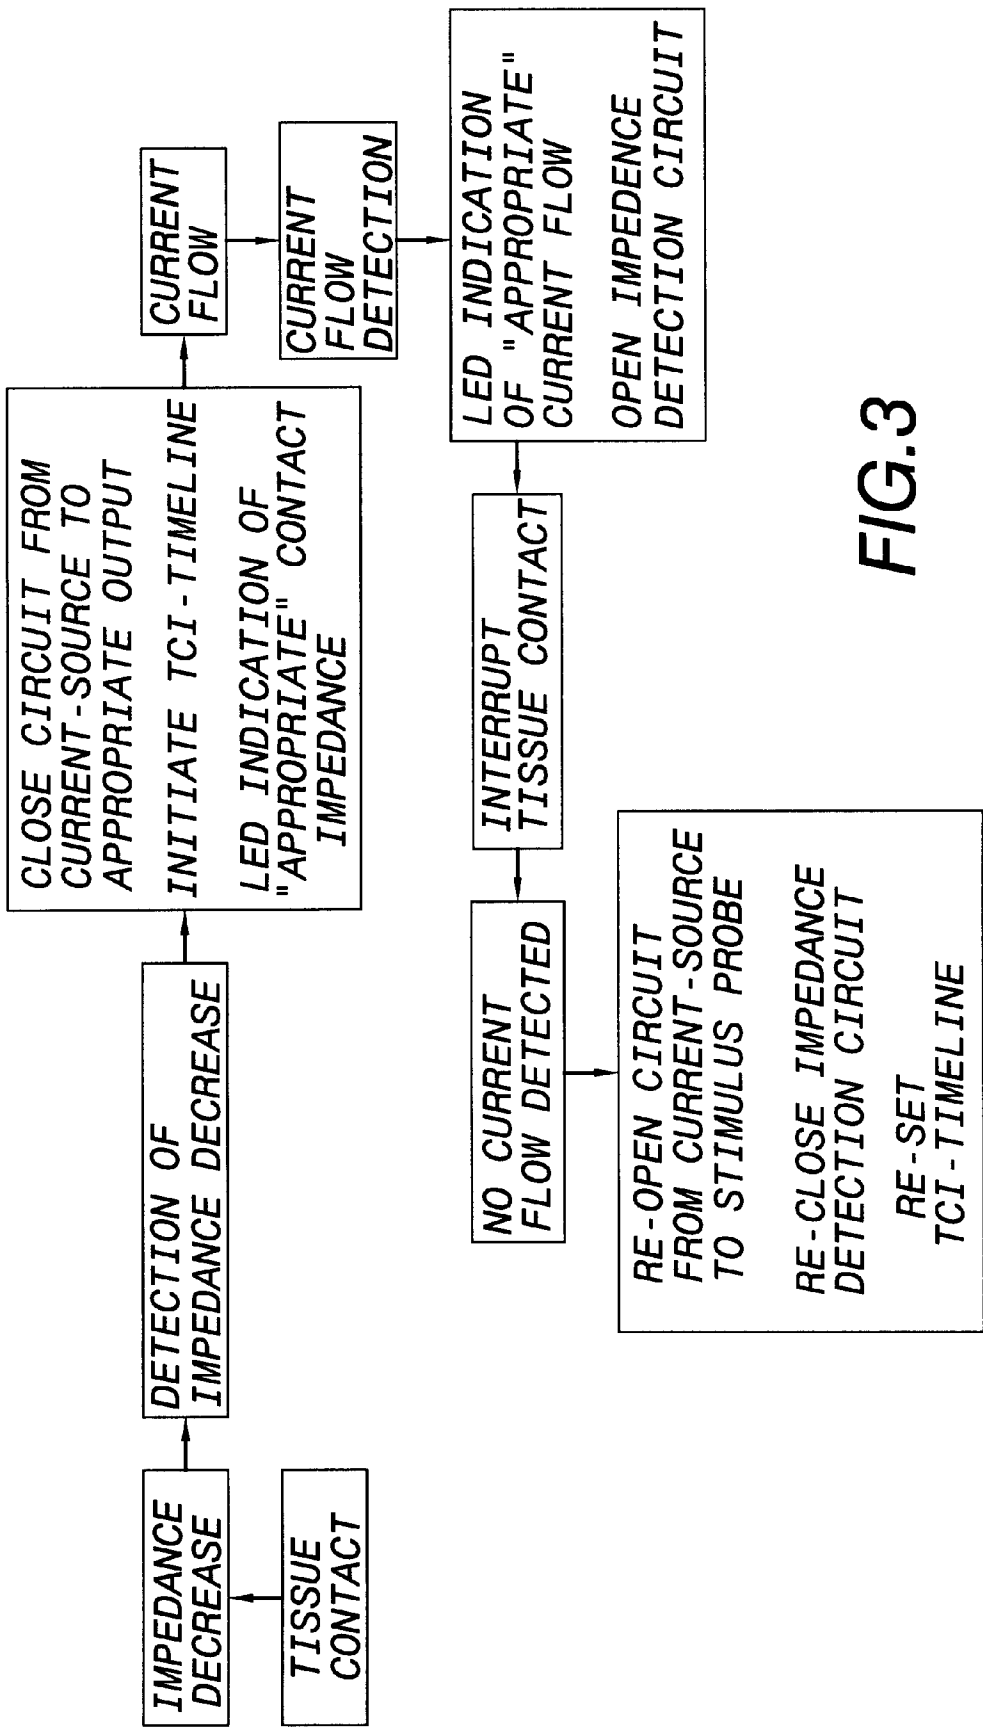 TISSUE
CONTACT
IMPEDANCE
DECREASE
DETECTION OF
IMPEDANCE DECREASE
CLOSE CIRCUIT FROM
CURRENT-SOURCE TO
APPROPRIATE OUTPUT
INITIATE TCI-TIMELINE
LED INDICATION OF
"APPROPRIATE" CONTACT
IMPEDANCE
CURRENT
FLOW
CURRENT
FLOW
DETECTION
LED INDICATION
OF "APPROPRIATE"
CURRENT FLOW
OPEN IMPEDENCE
DETECTION CIRCUIT
INTERRUPT
TISSUE CONTACT
NO CURRENT
FLOW DETECTED
RE-OPEN CIRCUIT
FROM CURRENT-SOURCE
TO STIMULUS PROBE
RE-CLOSE IMPEDANCE
DETECTION CIRCUIT
RE-SET
TCI-TIMELINE
FIG.3